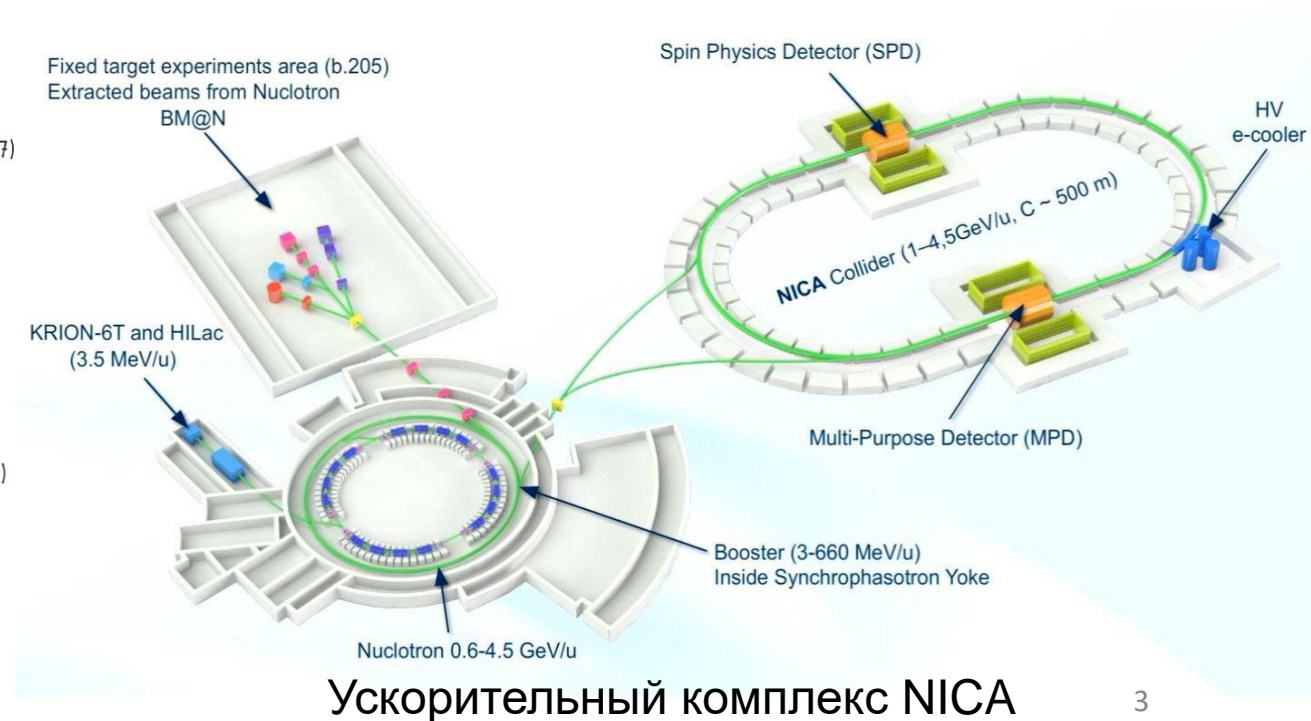 Fixed target experiments area (b.205)
Extracted beams from Nuclotron
BM@N
7)
Spin Physics Detector (SPD)
HV
e-cooler
NICA Collider (1–4,5GeV/u, C ~ 500 m)
KRION-6T and HILac
(3.5 MeV/u)
Multi-Purpose Detector (MPD)
)
Booster (3-660 MeV/u)
Inside Synchrophasotron Yoke
Nuclotron 0.6-4.5 GeV/u
Ускорительный комплекс NICA
3